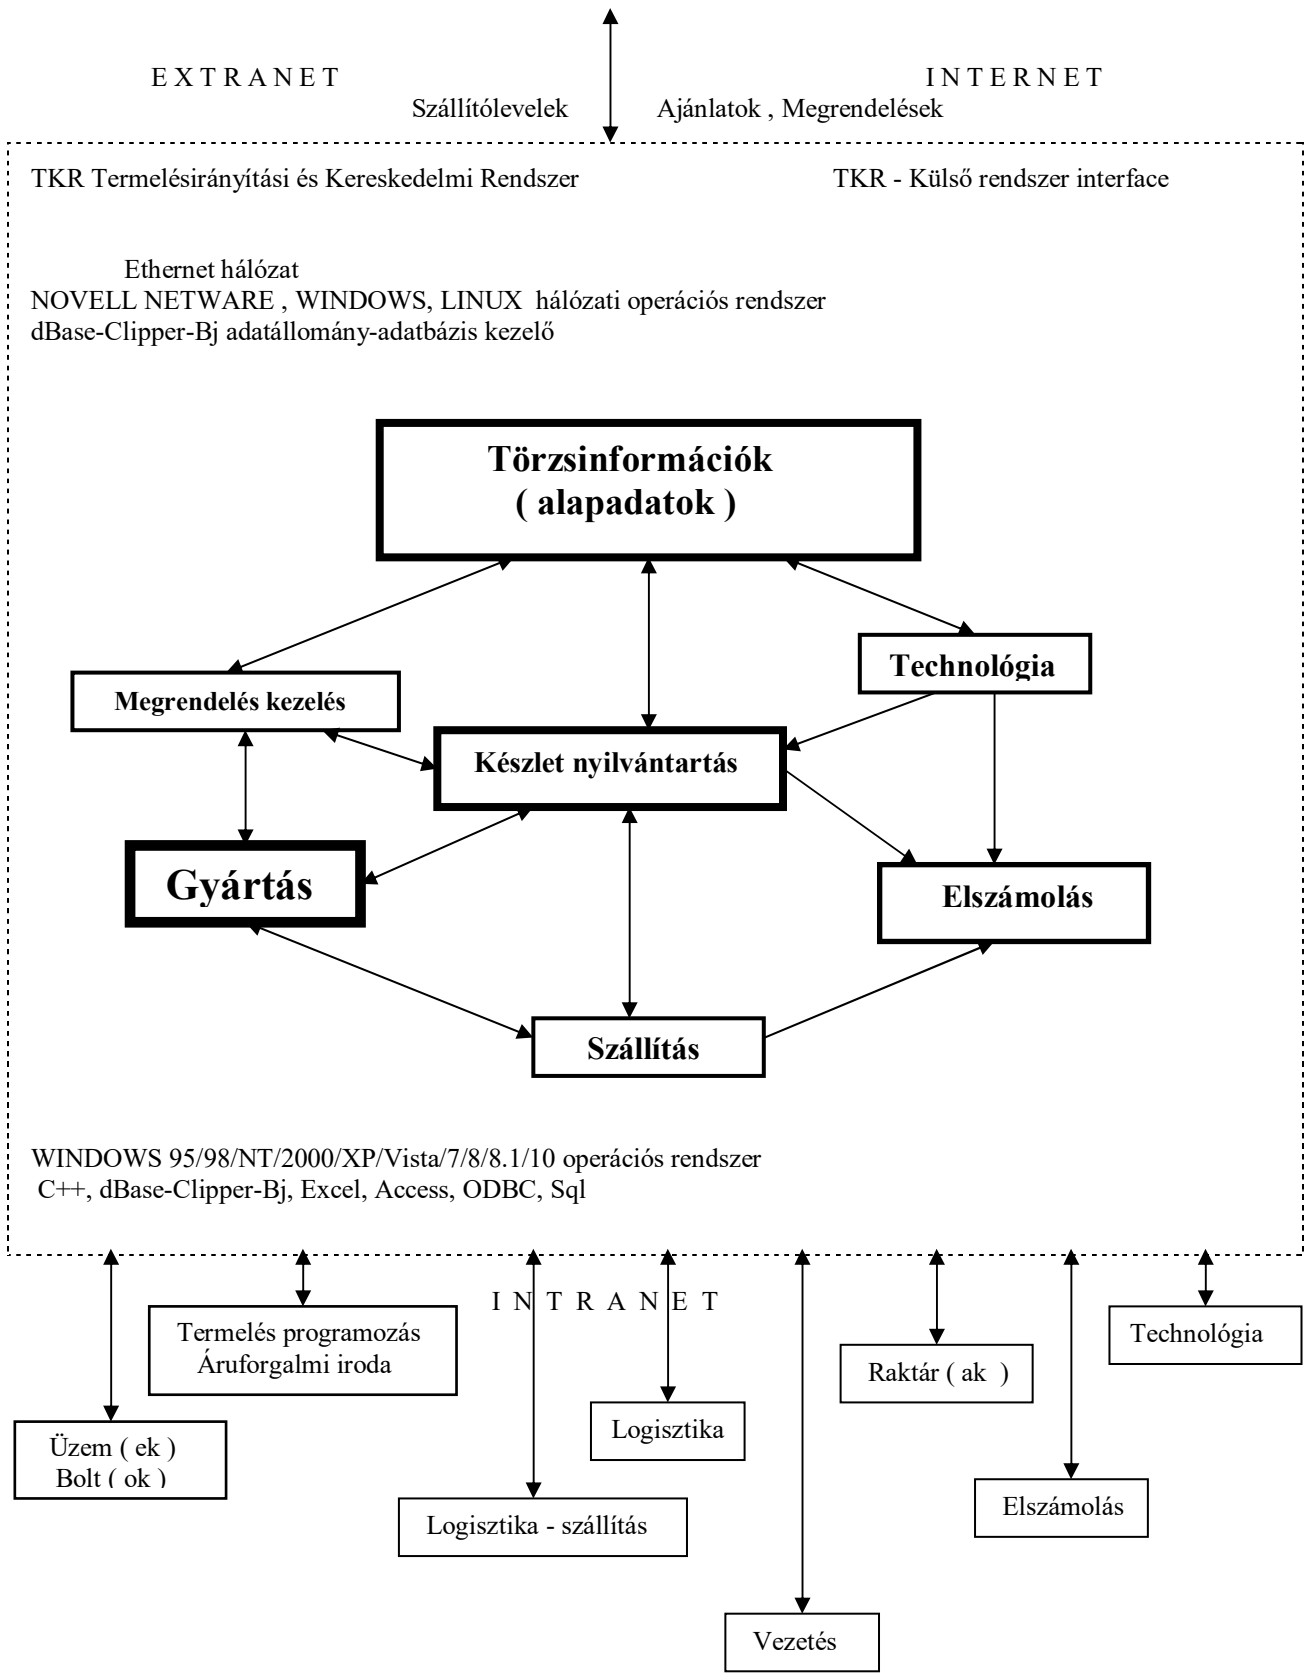 E X T R A N E T
I N T E R N E T
Szállítólevelek
Ajánlatok , Megrendelések
TKR Termelésirányítási és Kereskedelmi Rendszer
TKR - Külső rendszer interface
Ethernet hálózat
NOVELL NETWARE , WINDOWS, LINUX hálózati operációs rendszer
dBase-Clipper-Bj adatállomány-adatbázis kezelő
Törzsinformációk
( alapadatok )
Technológia
Megrendelés kezelés
Készlet nyilvántartás
Gyártás
Elszámolás
Szállítás
WINDOWS 95/98/NT/2000/XP/Vista/7/8/8.1/10 operációs rendszer
C++, dBase-Clipper-Bj, Excel, Access, ODBC, Sql
I N T R A N E T
Termelés programozás
Áruforgalmi iroda
Technológia
Raktár ( ak )
Logisztika
Üzem ( ek )
Bolt ( ok )
Elszámolás
Logisztika - szállítás
Vezetés